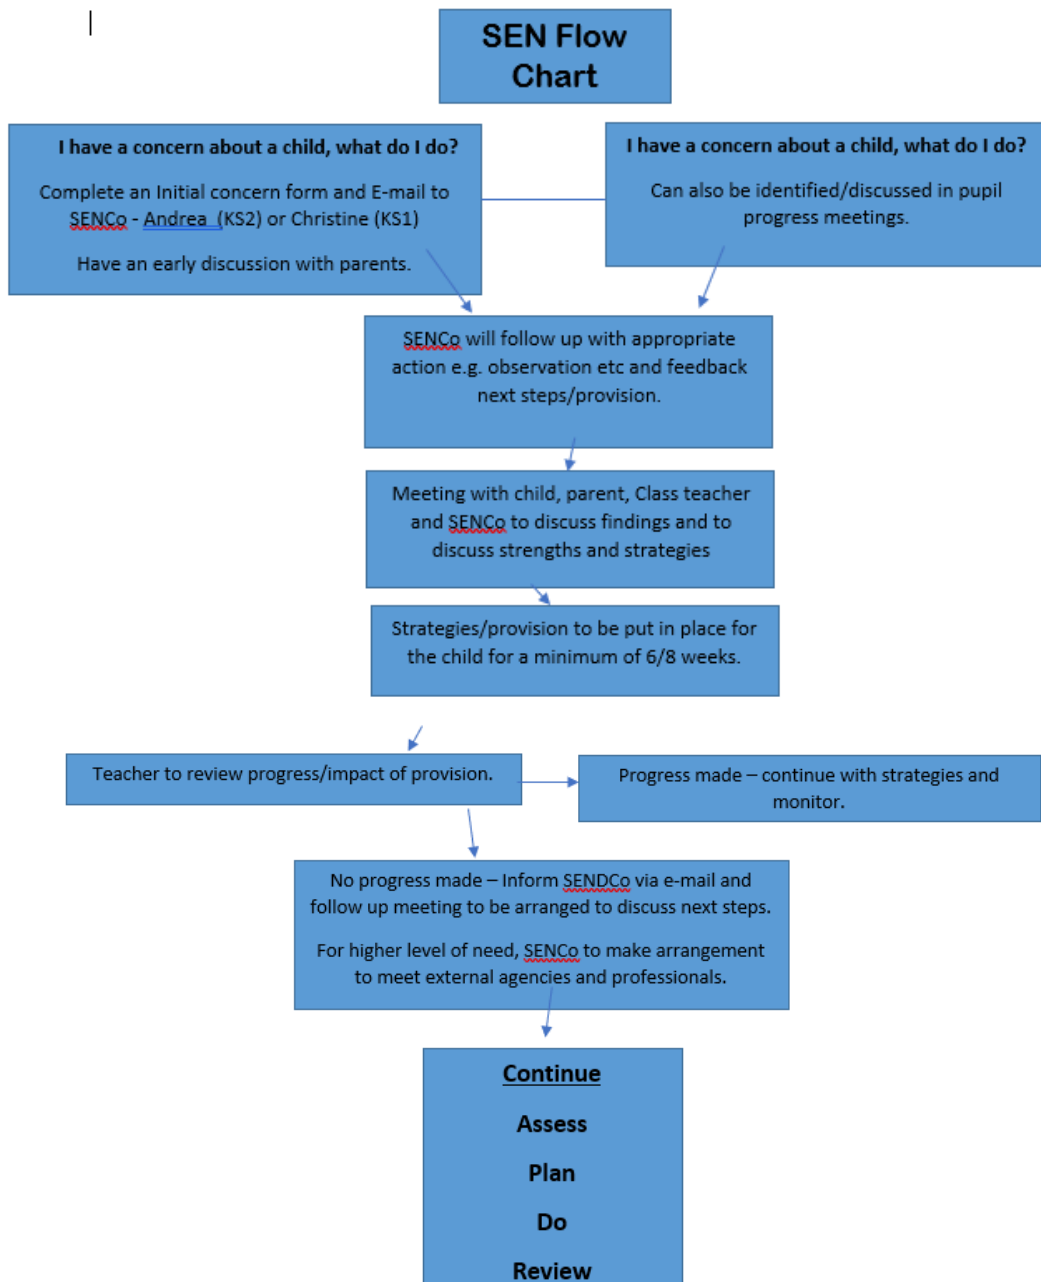 SEN Flow
Chart
I have a concern about a child, what do I do?
Complete an Initial concern form and E-mail to
SENCo - Andrea  (KS2) or Christine (KS1)
Have an early discussion with parents.
I have a concern about a child, what do I do?
Can also be identified/discussed in pupil
progress meetings.
SENCo will follow up with appropriate
action e.g. observation etc and feedback
next steps/provision.
Meeting with child, parent, Class teacher
and SENCo to discuss findings and to
discuss strengths and strategies
Strategies/provision to be put in place for
the child for a minimum of 6/8 weeks.
Teacher to review progress/impact of provision.
Progress made – continue with strategies and
monitor.
No progress made – Inform SENDCo via e-mail and
follow up meeting to be arranged to discuss next steps.
For higher level of need, SENCo to make arrangement
to meet external agencies and professionals.
Continue
Assess
Plan
Do
Review